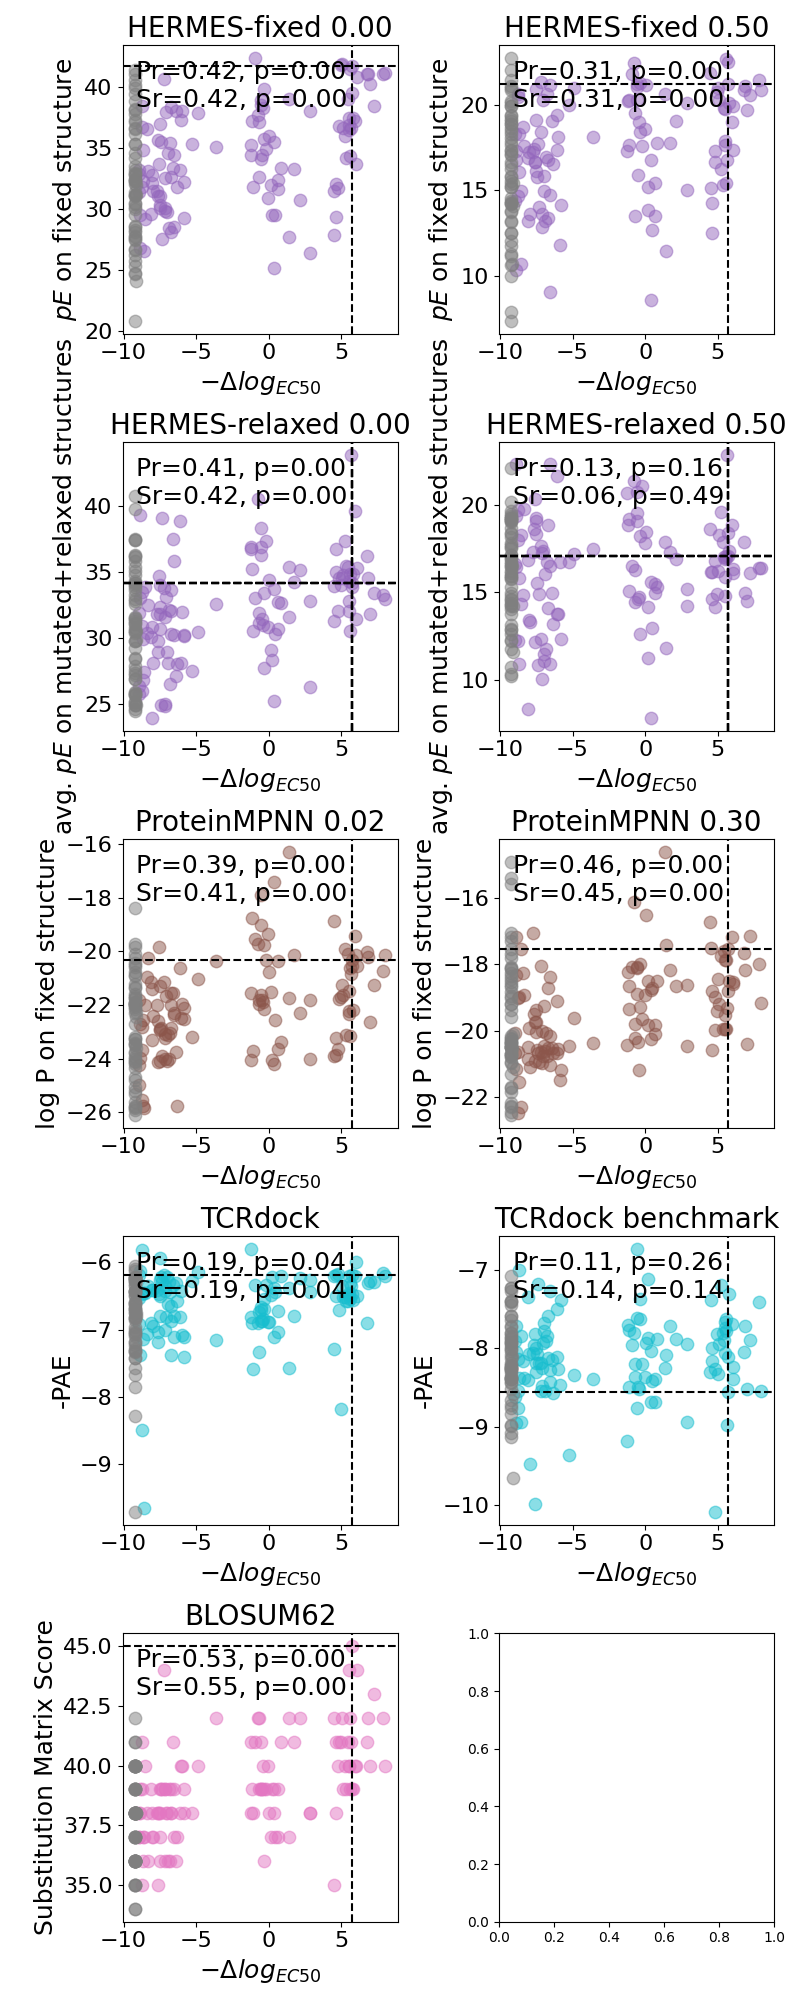 HERMES-fixed 0.00
Pr=0.42, p=0.00
Sr=0.42, p=0.00
pE on fixed structure
40
35
30
25
20
−10 −5 0 5
−Δlog_EC50
HERMES-fixed 0.50
Pr=0.31, p=0.00
Sr=0.31, p=0.00
pE on fixed structure
20
15
10
−10 −5 0 5
−Δlog_EC50
HERMES-relaxed 0.00
Pr=0.41, p=0.00
Sr=0.42, p=0.00
avg. pE on mutated+relaxed structures
40
35
30
25
−10 −5 0 5
−Δlog_EC50
HERMES-relaxed 0.50
Pr=0.13, p=0.16
Sr=0.06, p=0.49
avg. pE on mutated+relaxed structures
20
15
10
−10 −5 0 5
−Δlog_EC50
ProteinMPNN 0.02
Pr=0.39, p=0.00
Sr=0.41, p=0.00
log P on fixed structure
−16
−18
−20
−22
−24
−26
−10 −5 0 5
−Δlog_EC50
ProteinMPNN 0.30
Pr=0.46, p=0.00
Sr=0.45, p=0.00
log P on fixed structure
−16
−18
−20
−22
−10 −5 0 5
−Δlog_EC50
TCRdock
Pr=0.19, p=0.04
Sr=0.19, p=0.04
-PAE
−6
−7
−8
−9
−10 −5 0 5
−Δlog_EC50
TCRdock benchmark
Pr=0.11, p=0.26
Sr=0.14, p=0.14
-PAE
−7
−8
−9
−10
−10 −5 0 5
−Δlog_EC50
BLOSUM62
Pr=0.53, p=0.00
Sr=0.55, p=0.00
Substitution Matrix Score
45.0
42.5
40.0
37.5
35.0
−10 −5 0 5
−Δlog_EC50
1.0
0.8
0.6
0.4
0.2
0.0
0.0 0.2 0.4 0.6 0.8 1.0